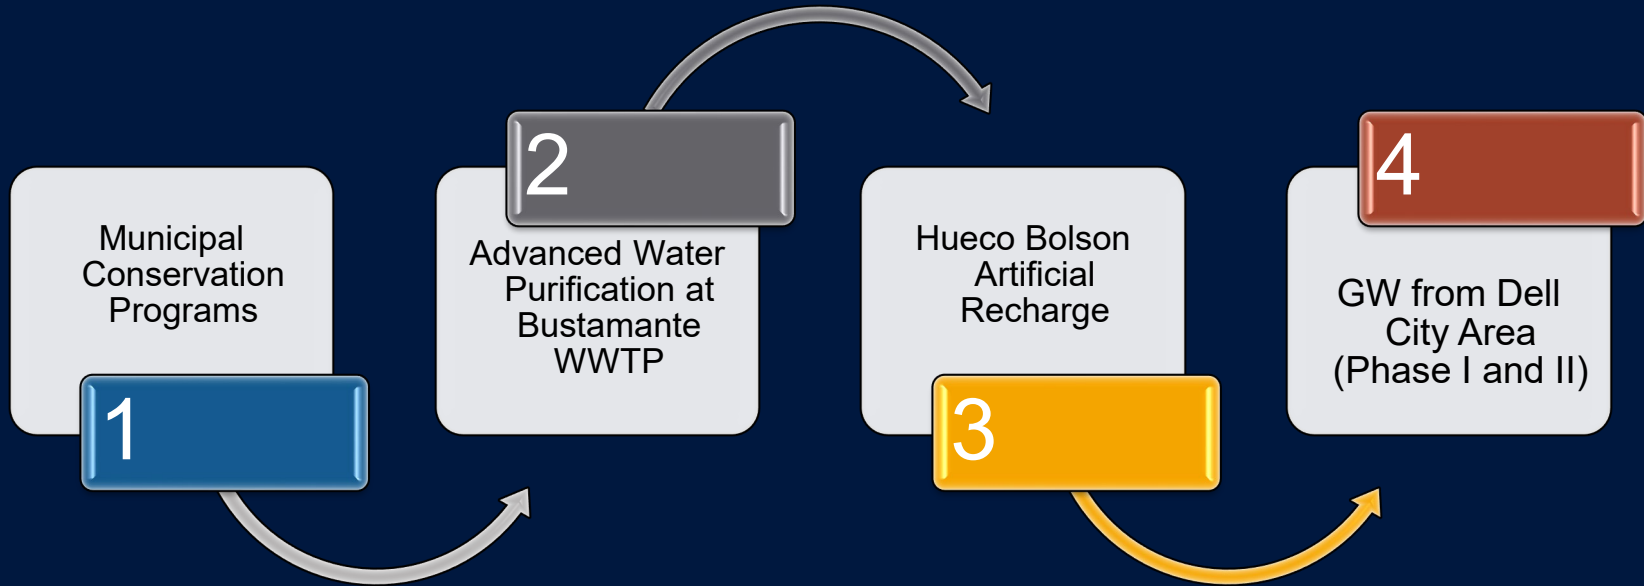 Municipal
Conservation
Programs
1
2
Advanced Water
Purification at
Bustamante
WWTP
Hueco Bolson
Artificial
Recharge
3
4
GW from Dell
City Area
(Phase I and II)